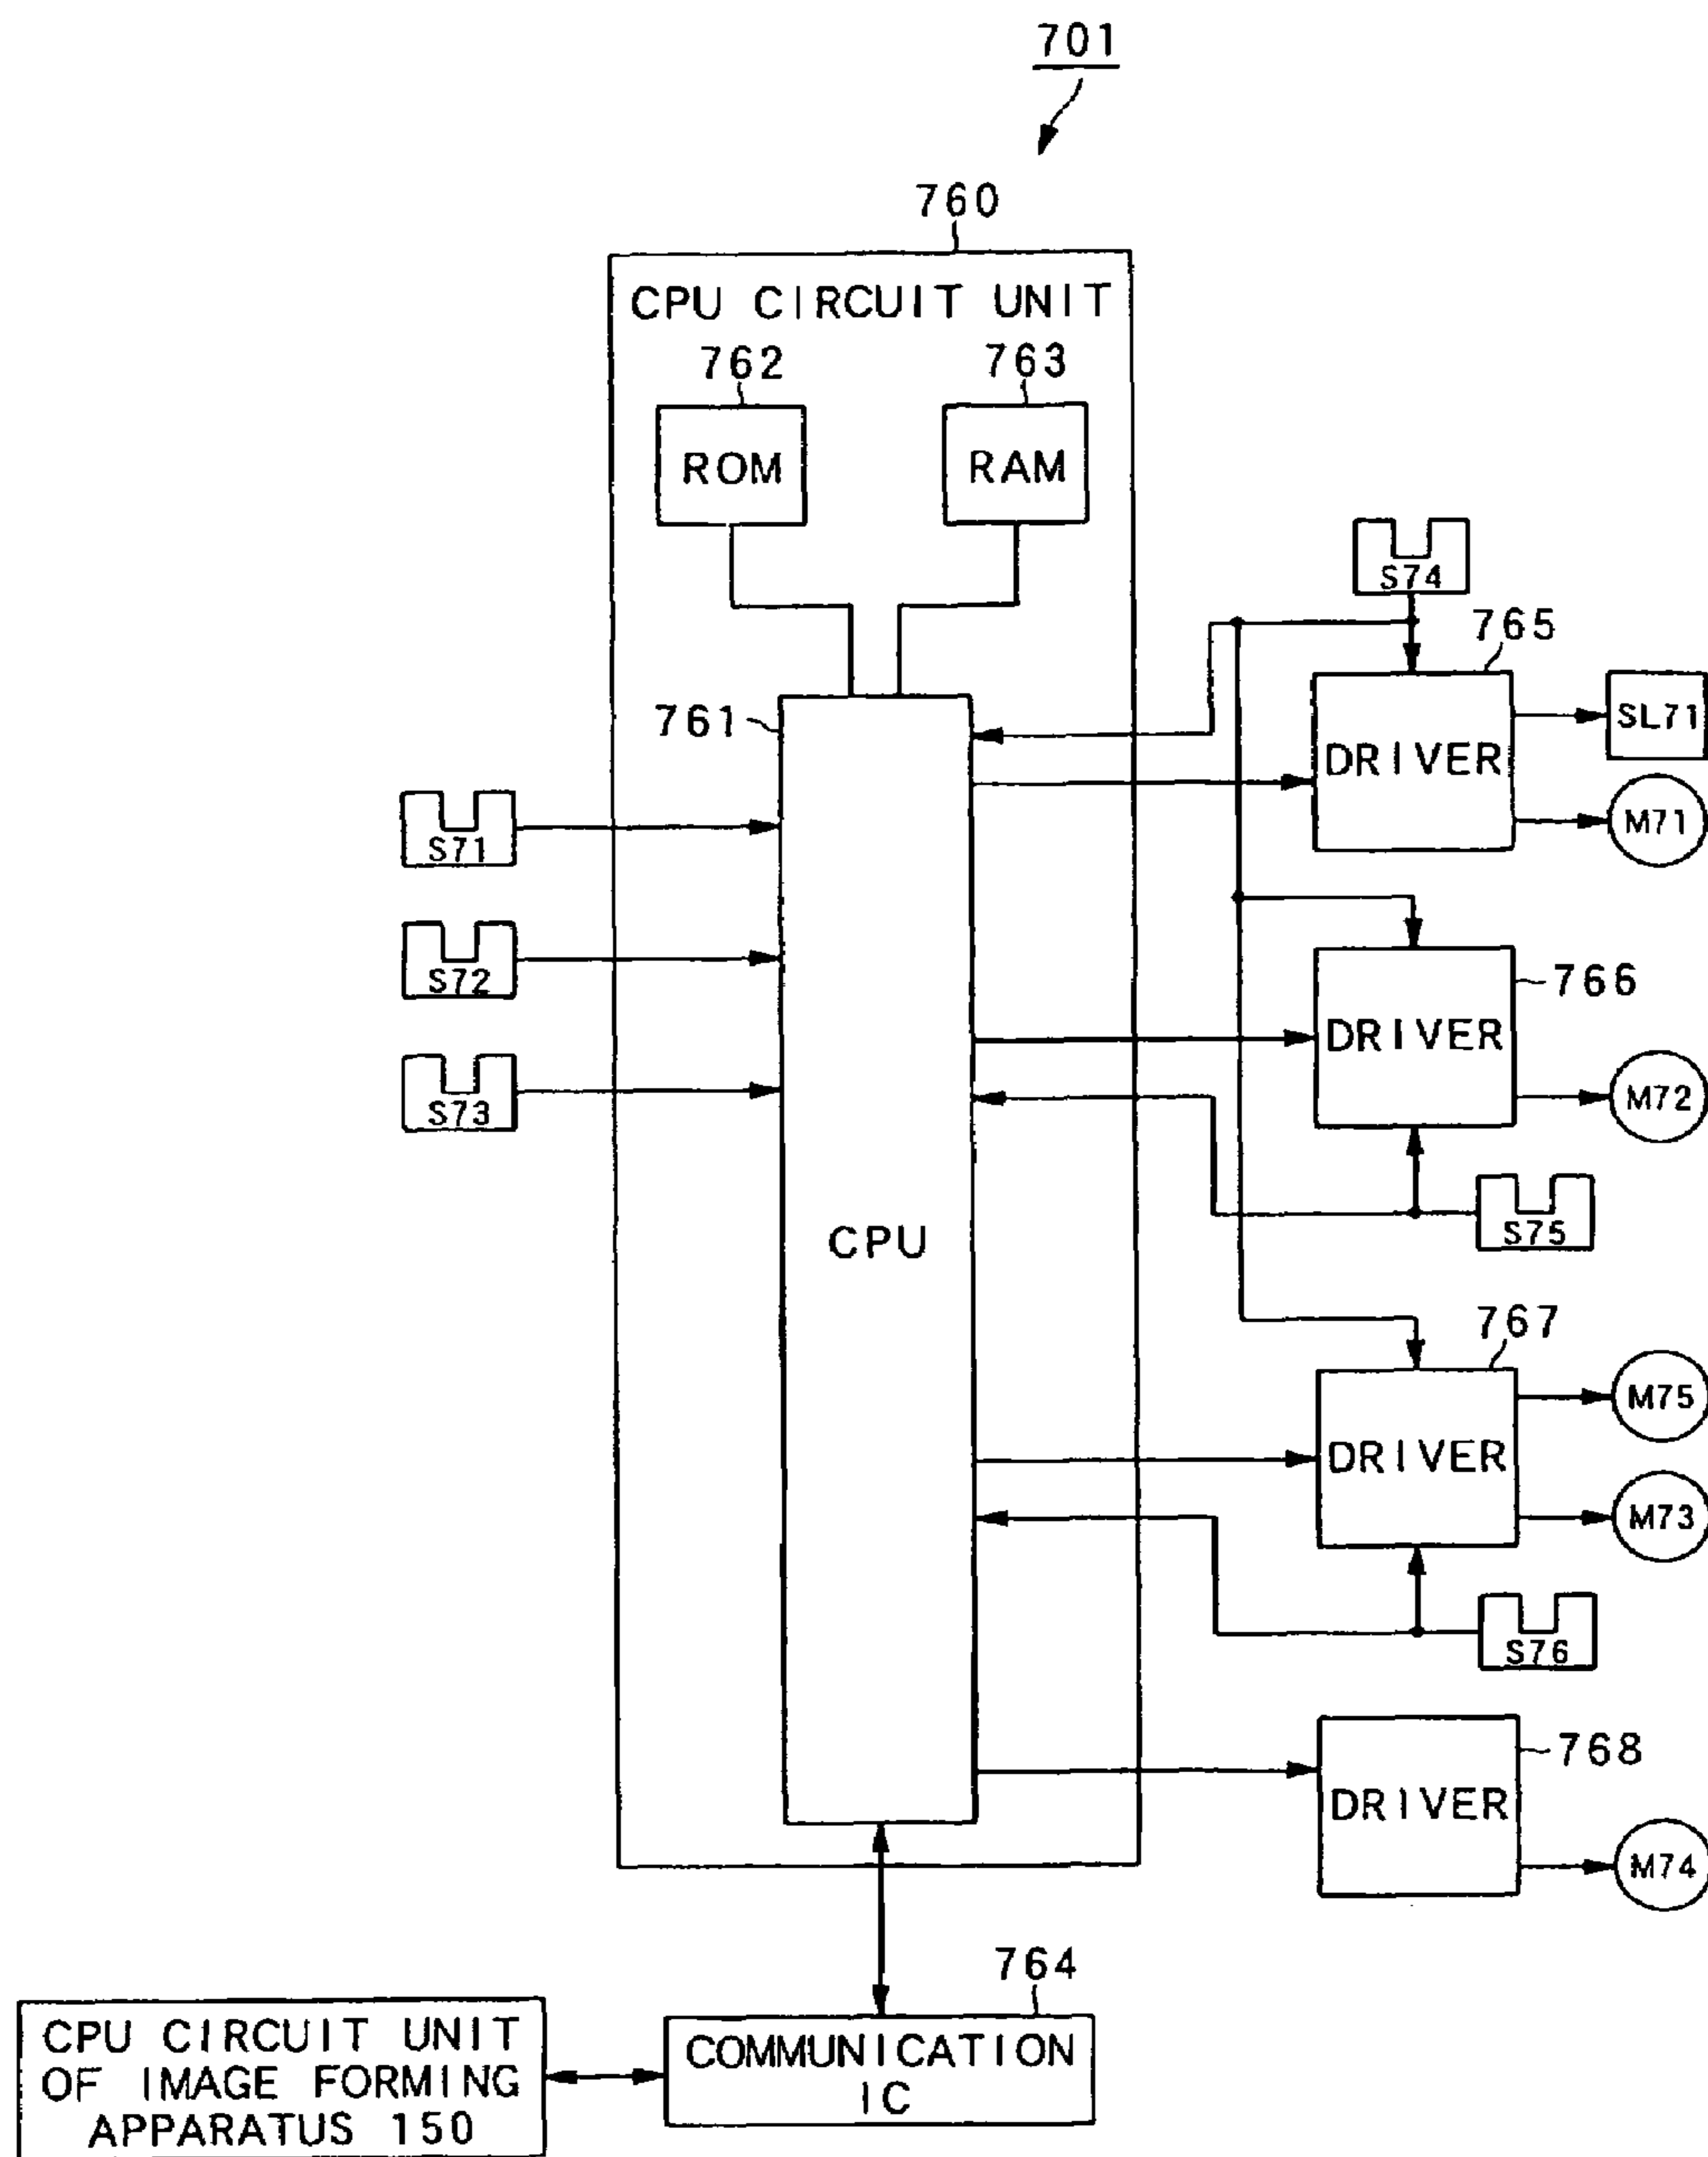 701
760
CPU CIRCUIT UNIT
762
763
ROM
RAM
S74
765
761
SL71
DRIVER
M71
S71
S72
766
DRIVER
S73
M72
S75
CPU
767
M75
DRIVER
M73
S76
768
DRIVER
M74
764
CPU CIRCUIT UNIT
OF IMAGE FORMING
APPARATUS 150
COMMUNICATION
IC